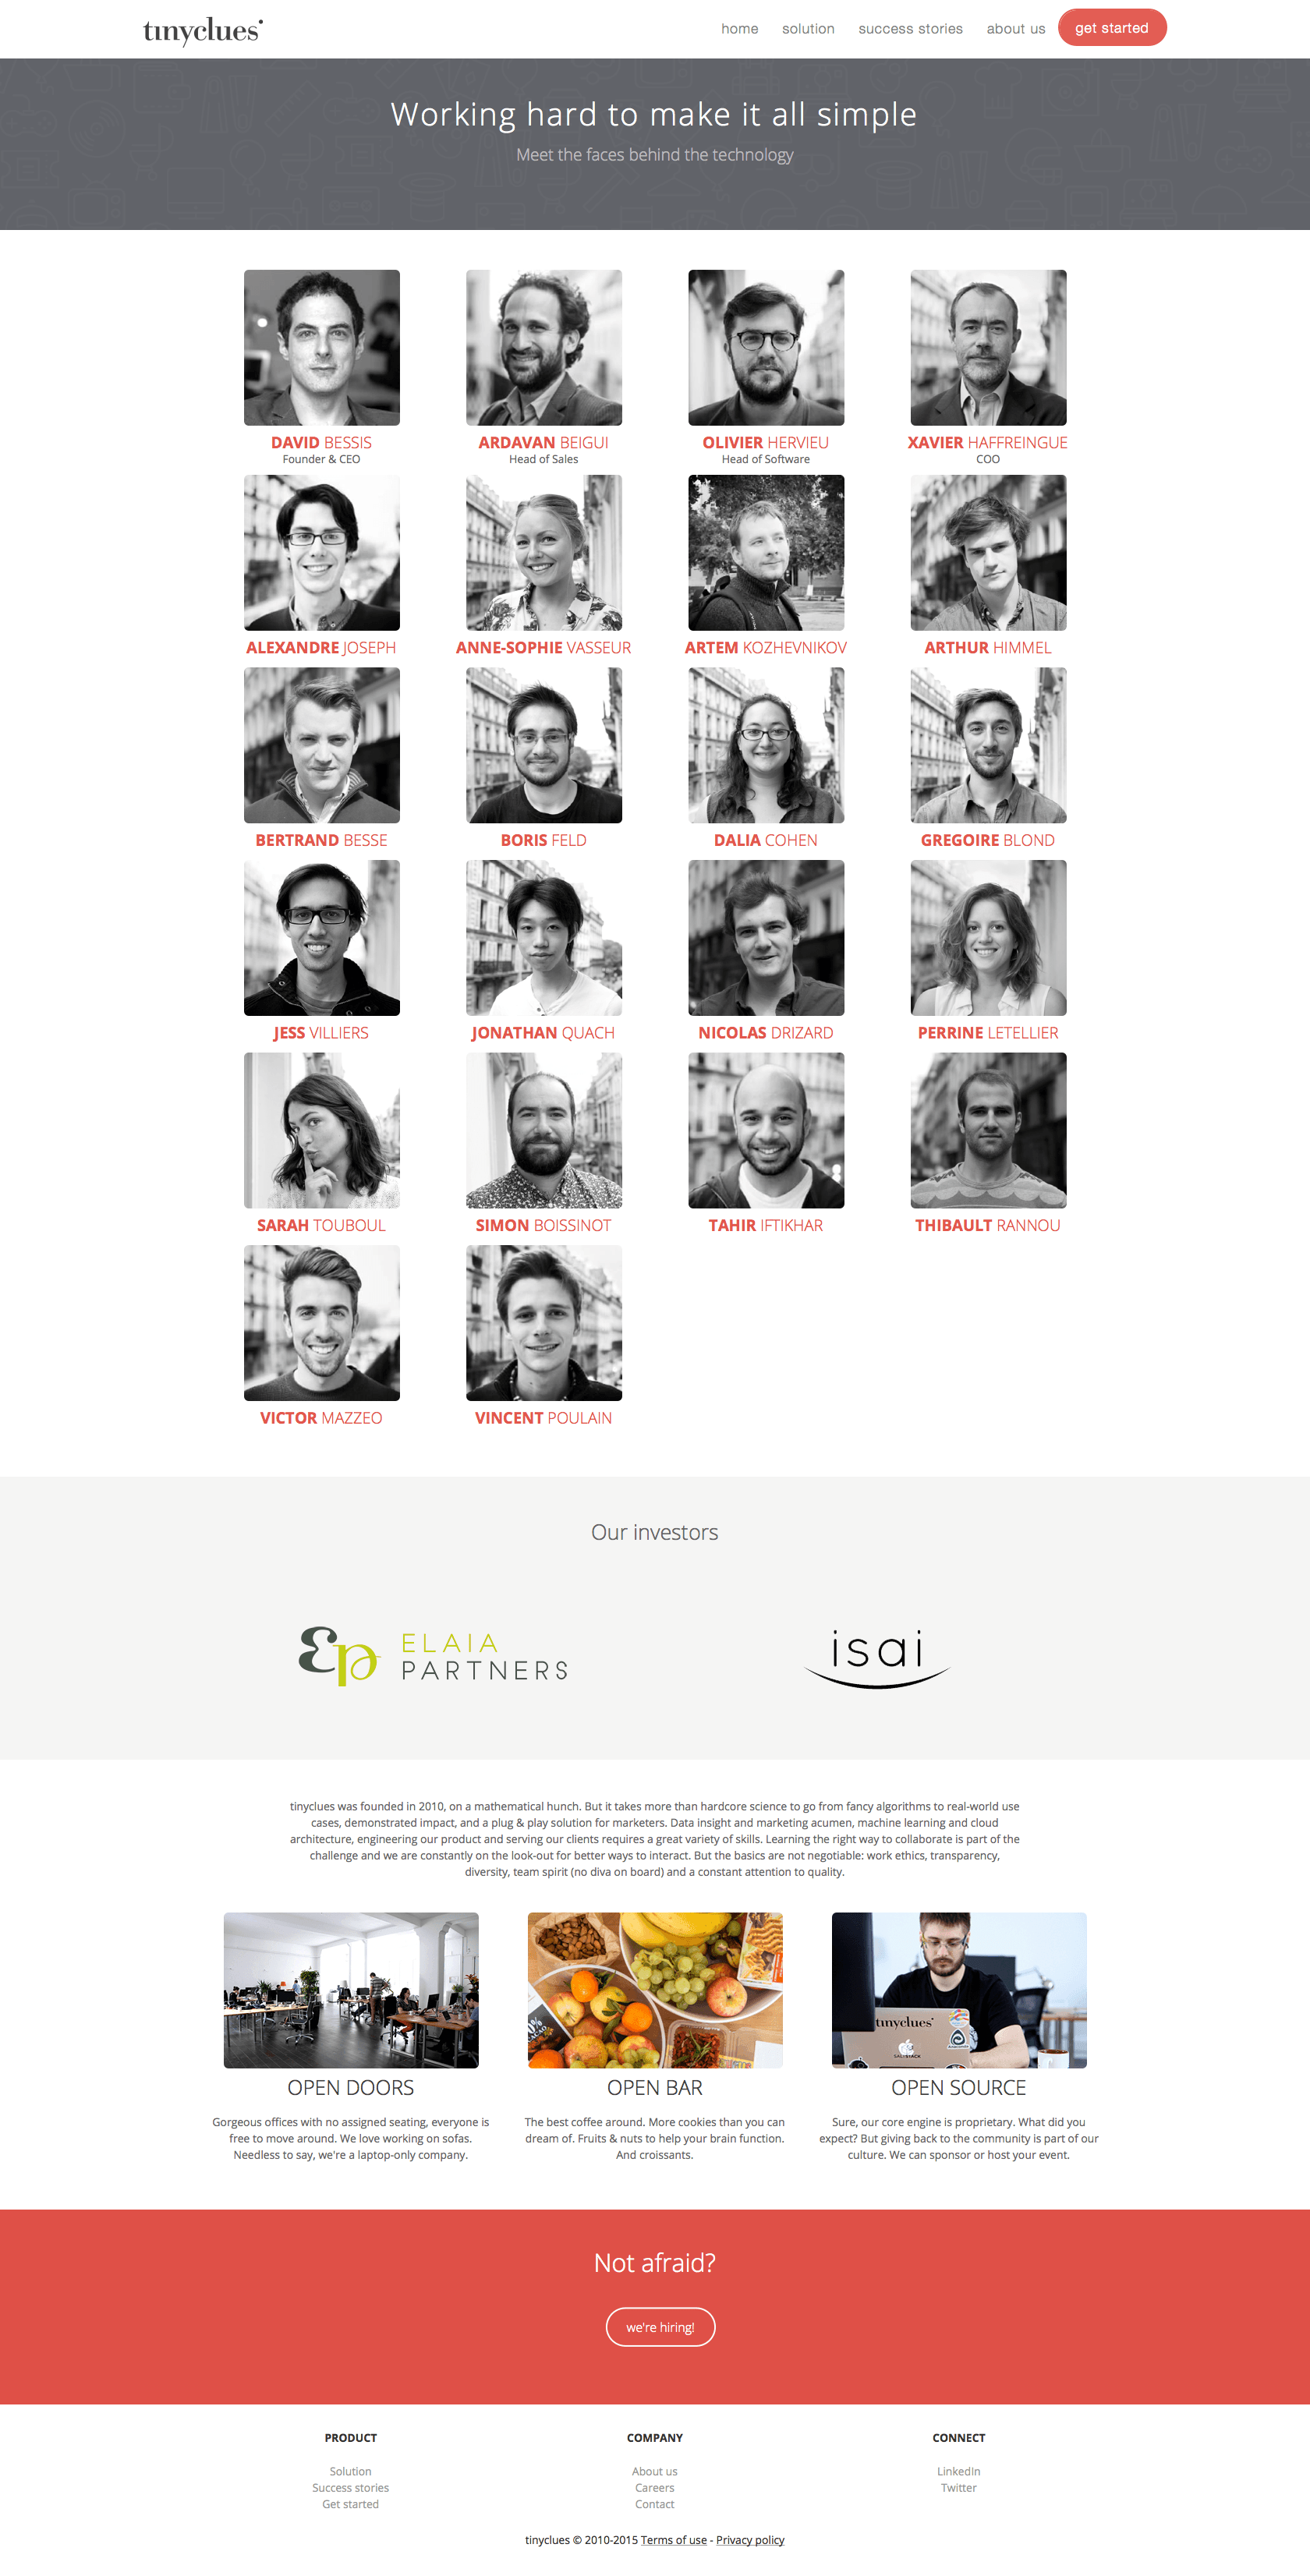 tinyclues
home solution success stories about us get started
Working hard to make it all simple
Meet the faces behind the technology
DAVID BESSIS ARDAVAN BEIGUI OLIVIER HERVIEU XAVIER HAFFREINGUE
Founder & CEO Head of Sales Head of Software COO
ALEXANDRE JOSEPH ANNE-SOPHIE VASSEUR ARTEM KOZHEVNIKOV ARTHUR HIMMEL
BERTRAND BESSE BORIS FELD DALIA COHEN GREGOIRE BLOND
JESS VILLIERS JONATHAN QUACH NICOLAS DRIZARD PERRINE LETELLIER
SARAH TOUBOUL SIMON BOISSINOT TAHIR IFTIKHAR THIBAULT RANNOU
VICTOR MAZZEO VINCENT POULAIN
Our investors
Ep ELAIA
PARTNERS
isai
tinyclues was founded in 2010, on a mathematical hunch. But it takes more than hardcore science to go from fancy algorithms to real-world use
cases, demonstrated impact, and a plug & play solution for marketers. Data insight and marketing acumen, machine learning and cloud
architecture, engineering our product and serving our clients requires a great variety of skills. Learning the right way to collaborate is part of the
challenge and we are constantly on the look-out for better ways to interact. But the basics are not negotiable: work ethics, transparency,
diversity, team spirit (no diva on board) and a constant attention to quality.
tinyclues
SALTSTACK
OPEN DOORS
Gorgeous offices with no assigned seating, everyone is
free to move around. We love working on sofas.
Needless to say, we're a laptop-only company.
OPEN BAR
The best coffee around. More cookies than you can
dream of. Fruits & nuts to help your brain function.
And croissants.
OPEN SOURCE
Sure, our core engine is proprietary. What did you
expect? But giving back to the community is part of our
culture. We can sponsor or host your event.
Not afraid?
we're hiring!
PRODUCT
Solution
Success stories
Get started
COMPANY
About us
Careers
Contact
CONNECT
LinkedIn
Twitter
tinyclues © 2010-2015 Terms of use - Privacy policy